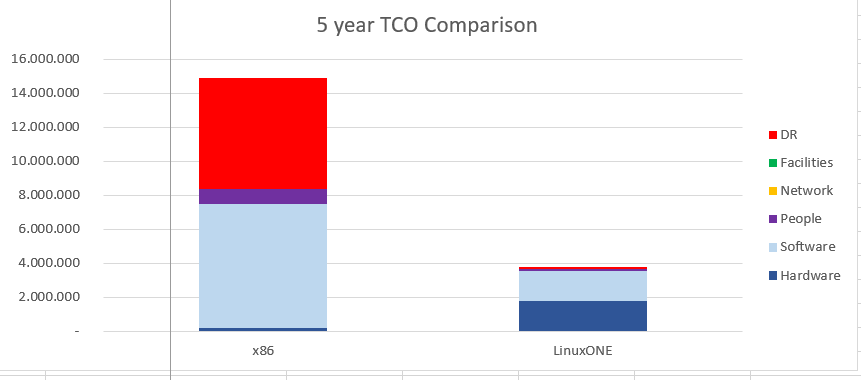 5 year TCO Comparison
16.000.000
14.000.000
12.000.000
10.000.000
8.000.000
6.000.000
4.000.000
2.000.000
-
x86
LinuxONE
DR
Facilities
Network
People
Software
Hardware